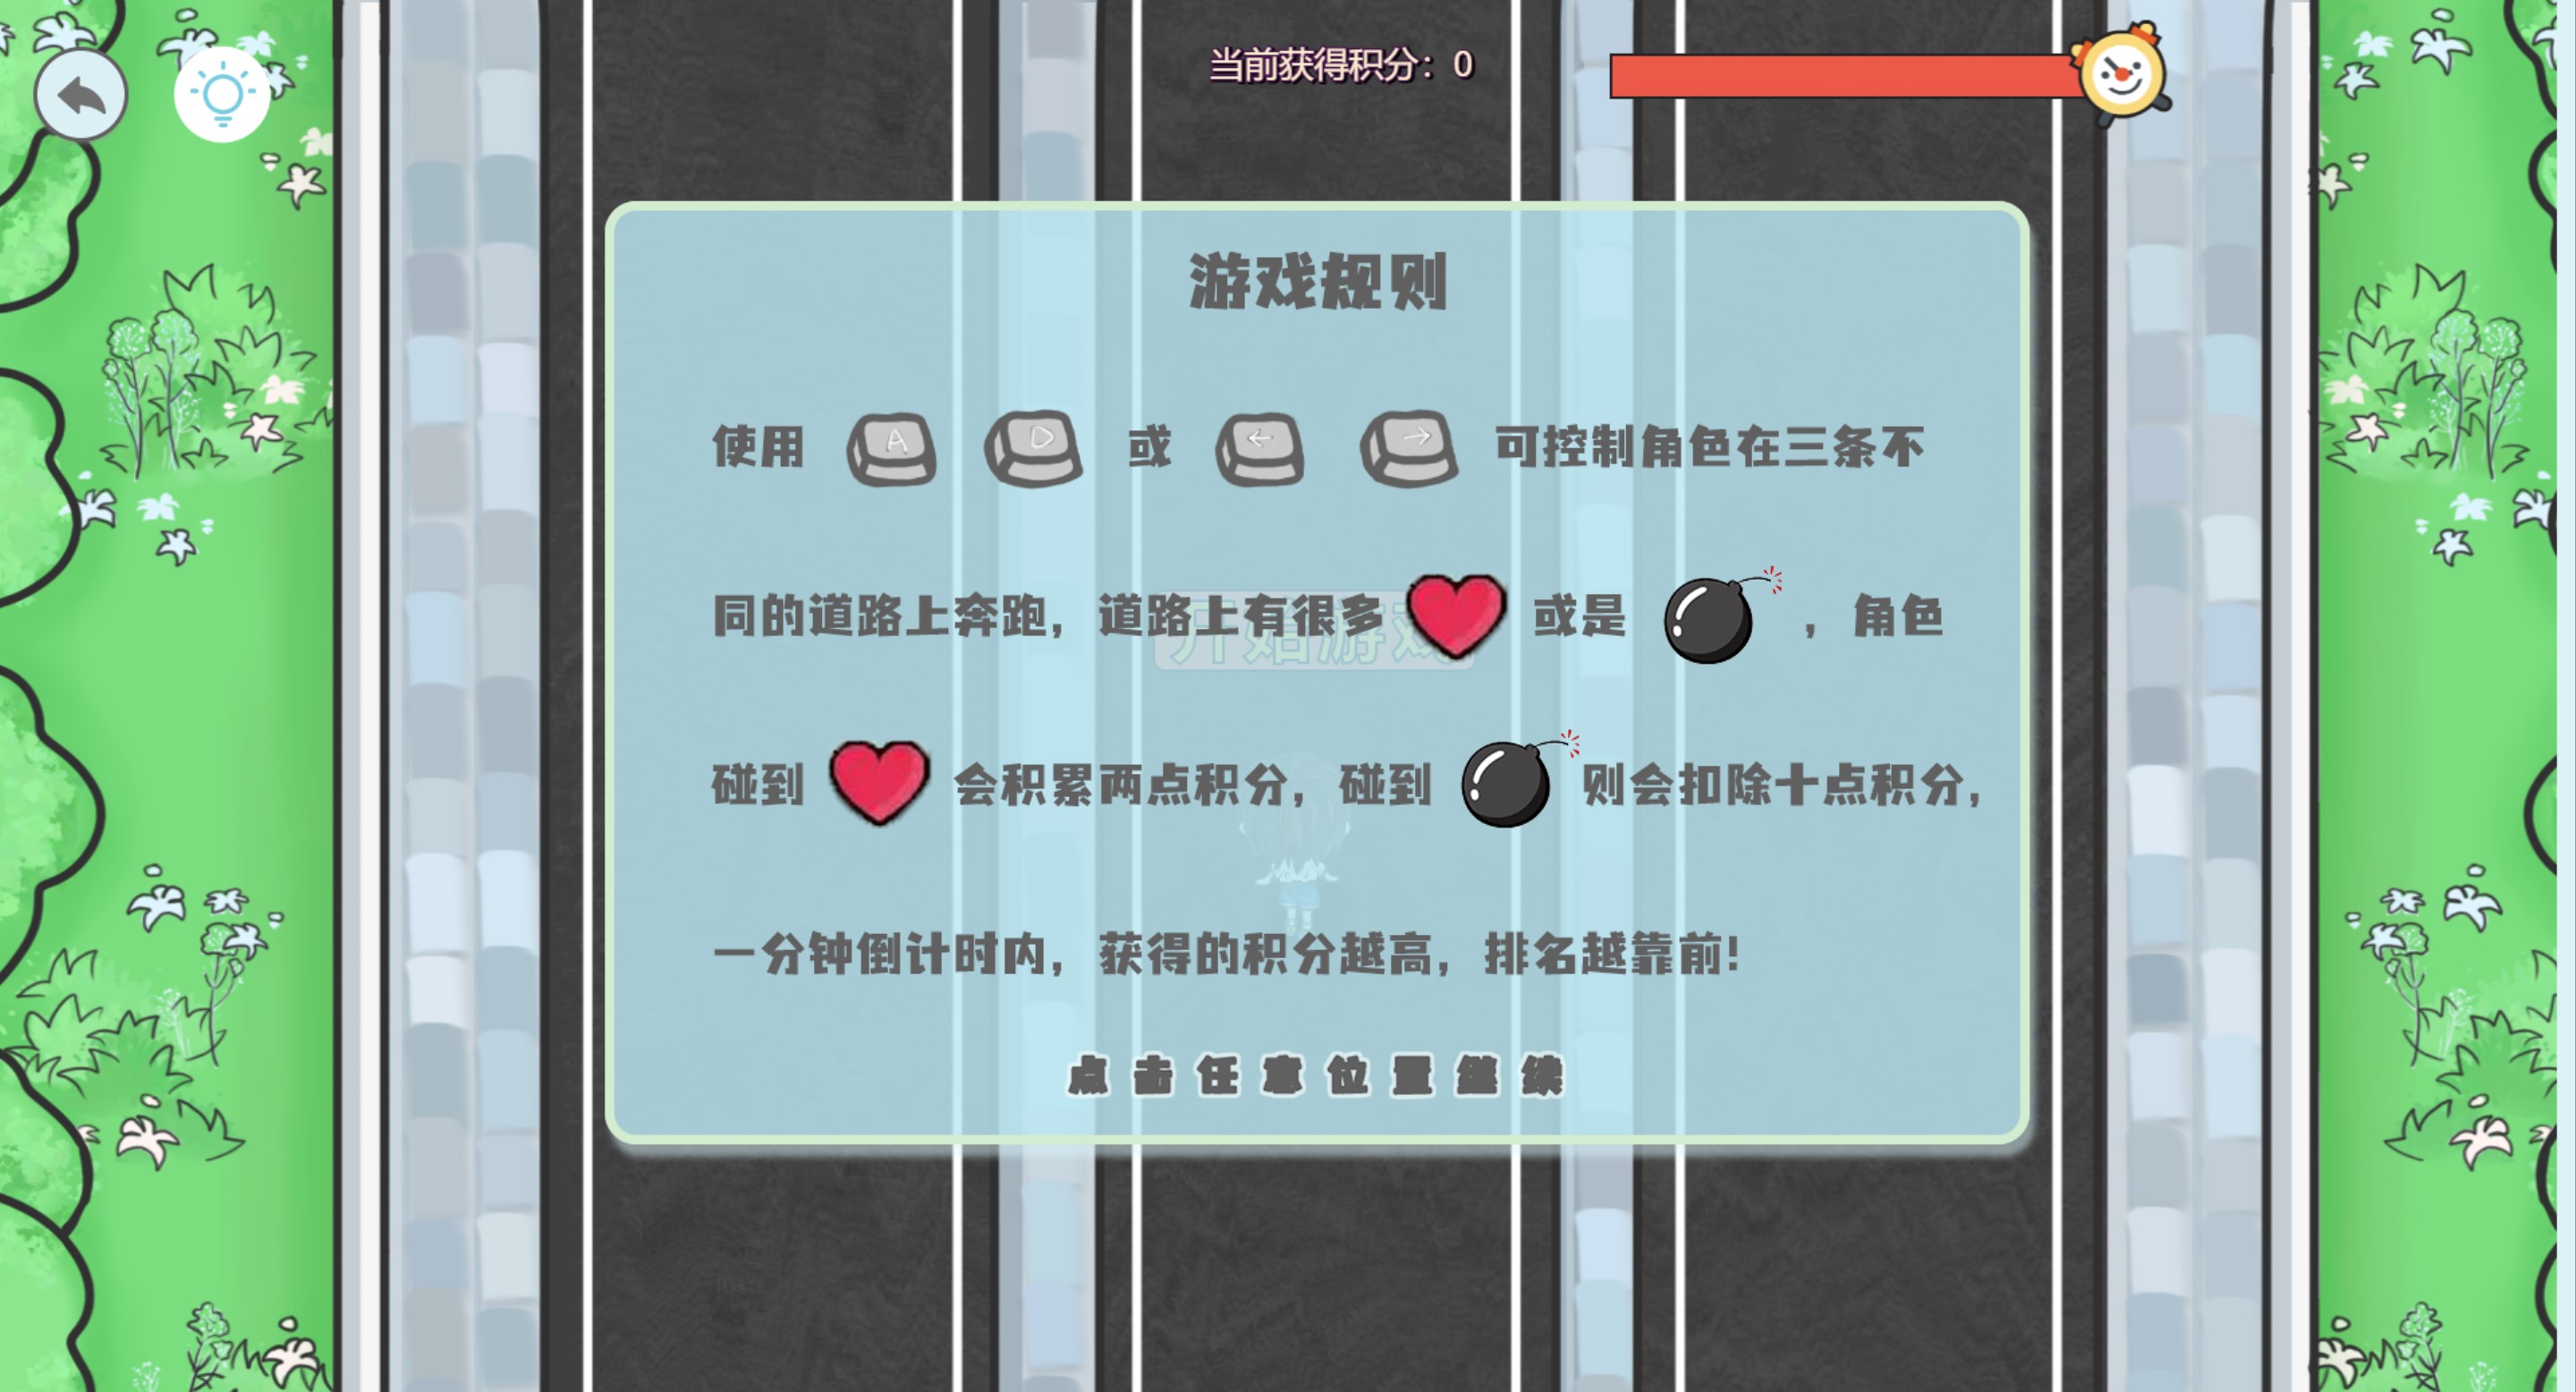 当前获得积分：0
游戏规则
使用 A D 或 ← → 可控制角色在三条不
同的道路上奔跑，道路上有很多 或是 ，角色
开始游戏
碰到 会积累两点积分，碰到 则会扣除十点积分，
一分钟倒计时内，获得的积分越高，排名越靠前！
点击任意位置继续